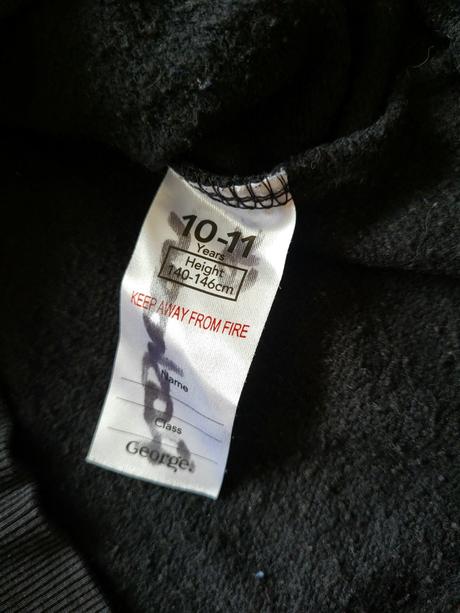 10-11
Years
Height
140-146cm
KEEP AWAY FROM FIRE
Name
Class
George.